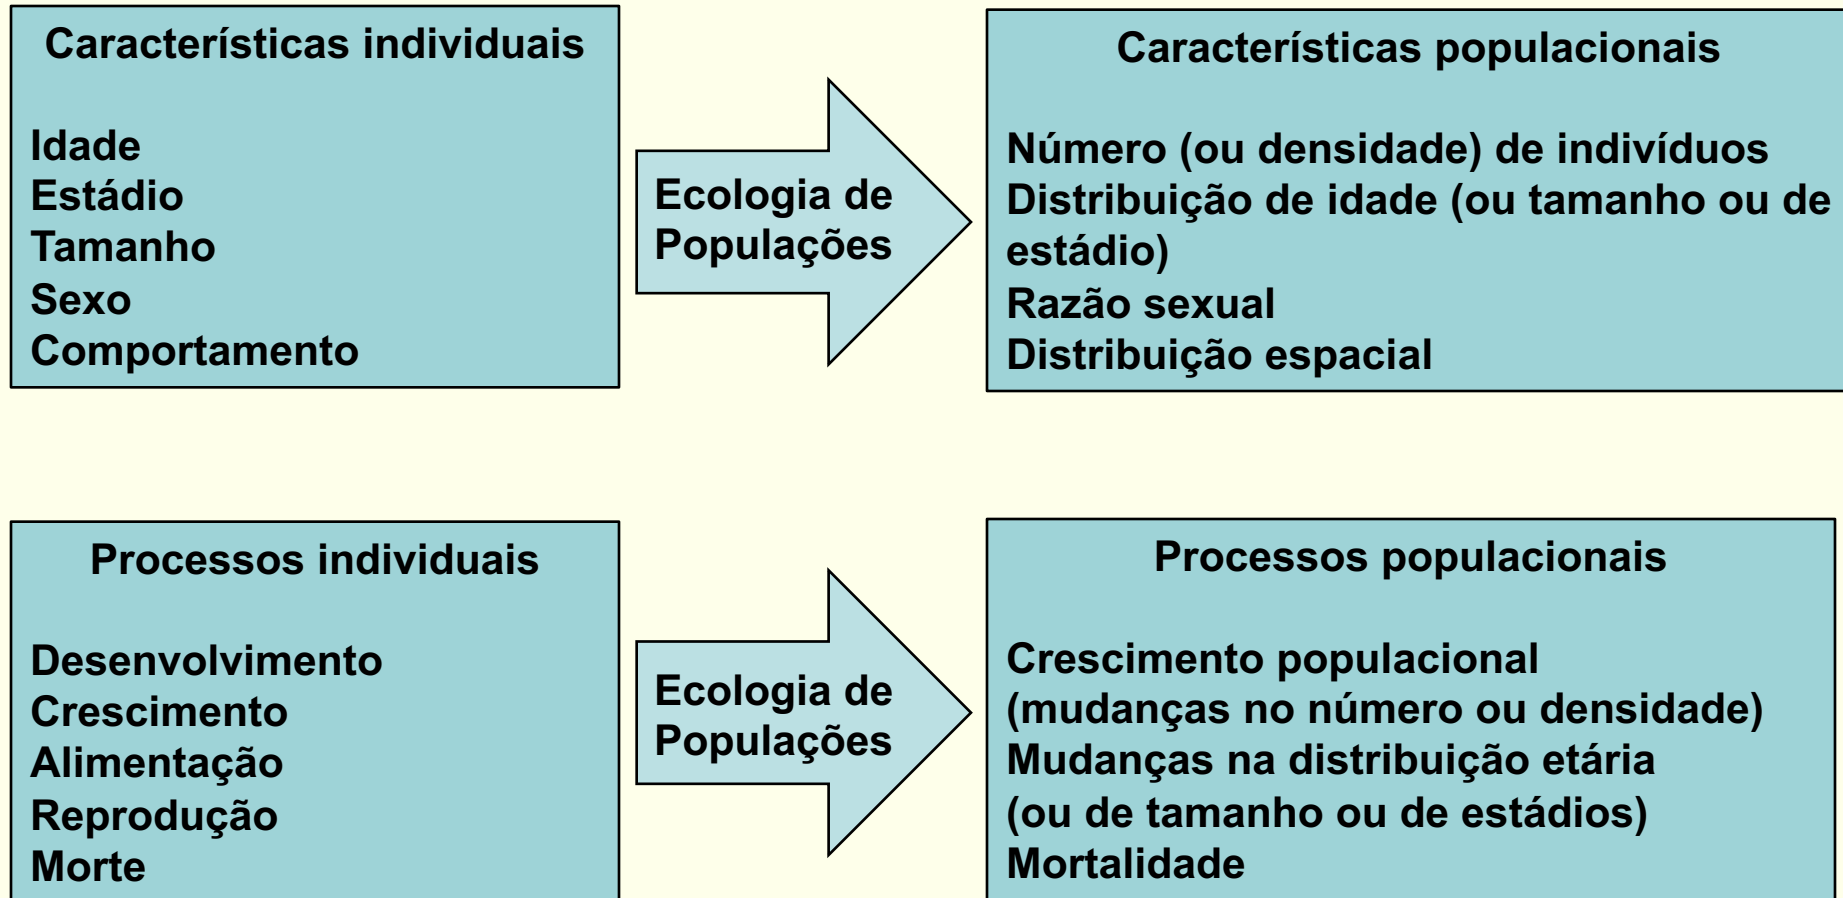 Características individuais
Idade
Estádio
Tamanho
Sexo
Comportamento
Ecologia de
Populações
Características populacionais
Número (ou densidade) de indivíduos
Distribuição de idade (ou tamanho ou de
estádio)
Razão sexual
Distribuição espacial
Processos individuais
Desenvolvimento
Crescimento
Alimentação
Reprodução
Morte
Ecologia de
Populações
Processos populacionais
Crescimento populacional
(mudanças no número ou densidade)
Mudanças na distribuição etária
(ou de tamanho ou de estádios)
Mortalidade